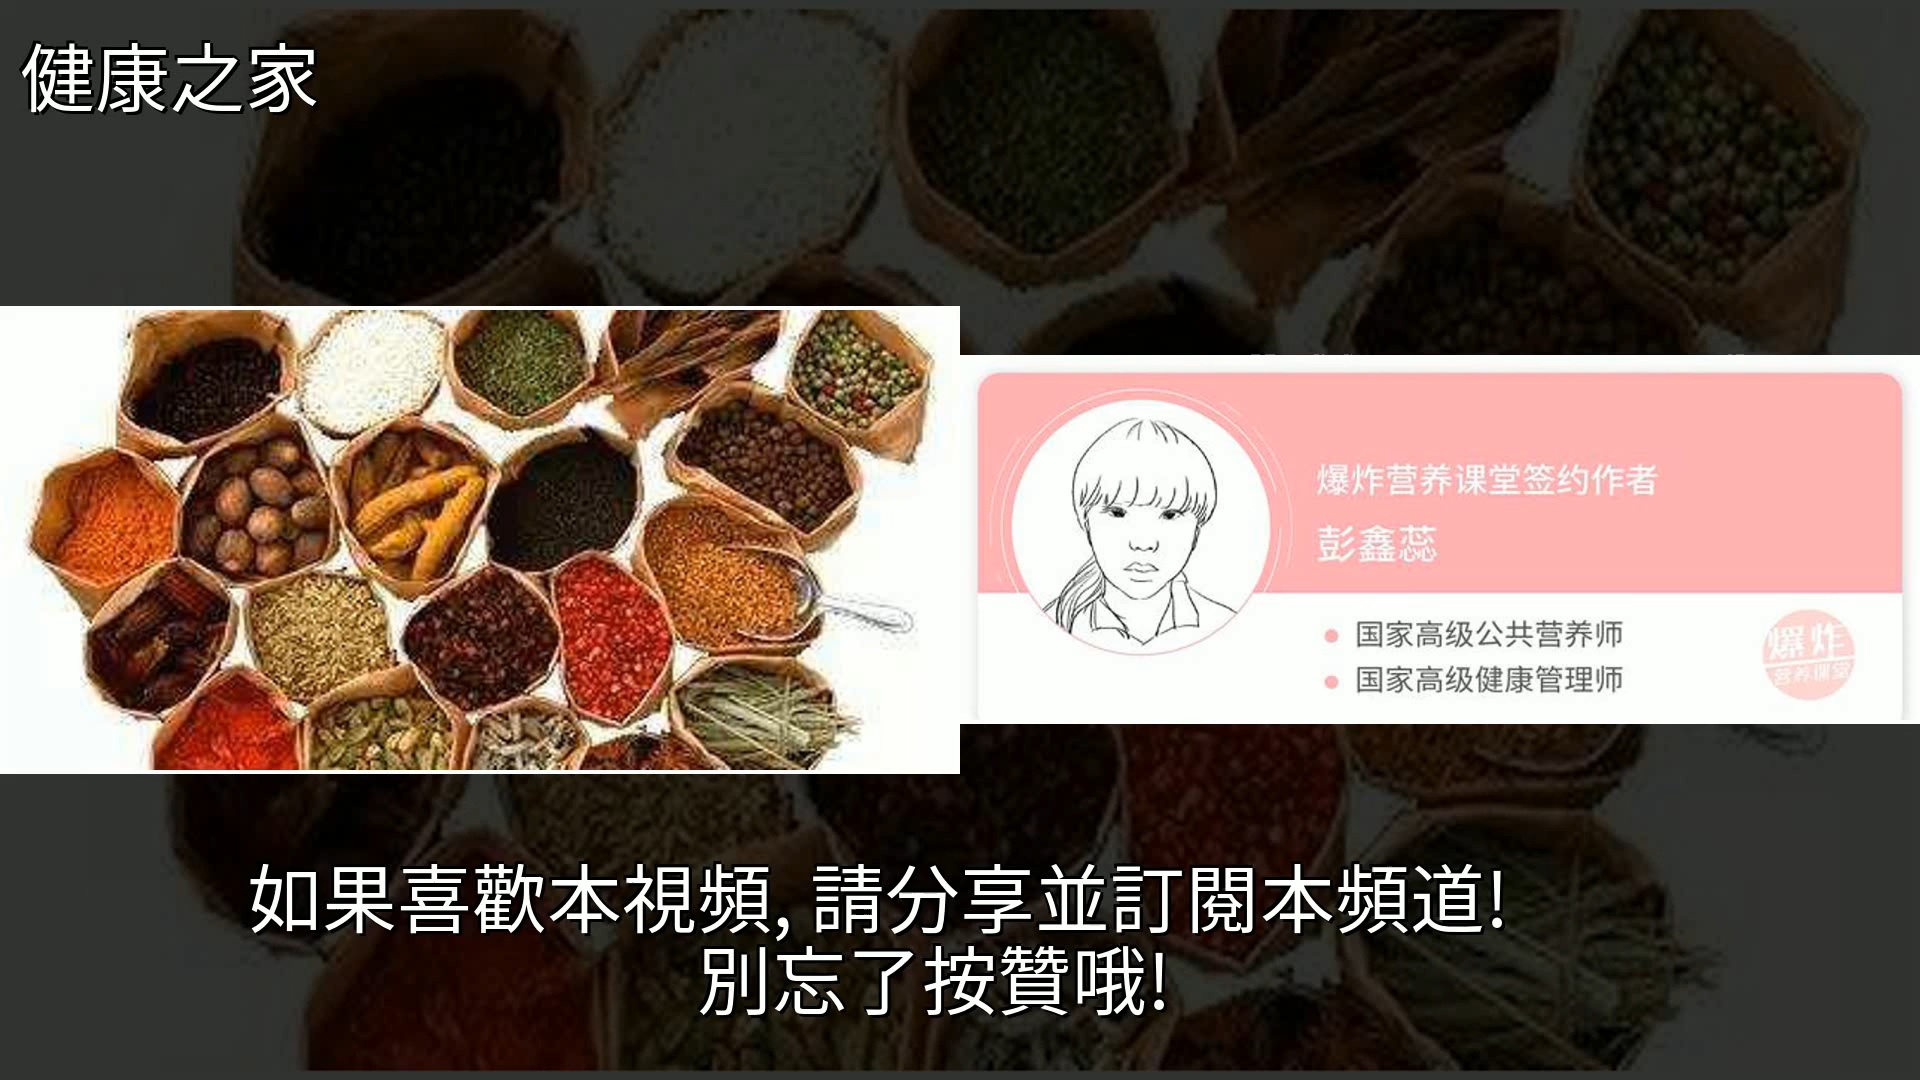 健康之家
爆炸营养课堂签约作者
彭鑫蕊
国家高级公共营养师
国家高级健康管理师
爆炸
营养课堂
如果喜歡本視頻, 請分享並訂閱本頻道!
別忘了按贊哦!